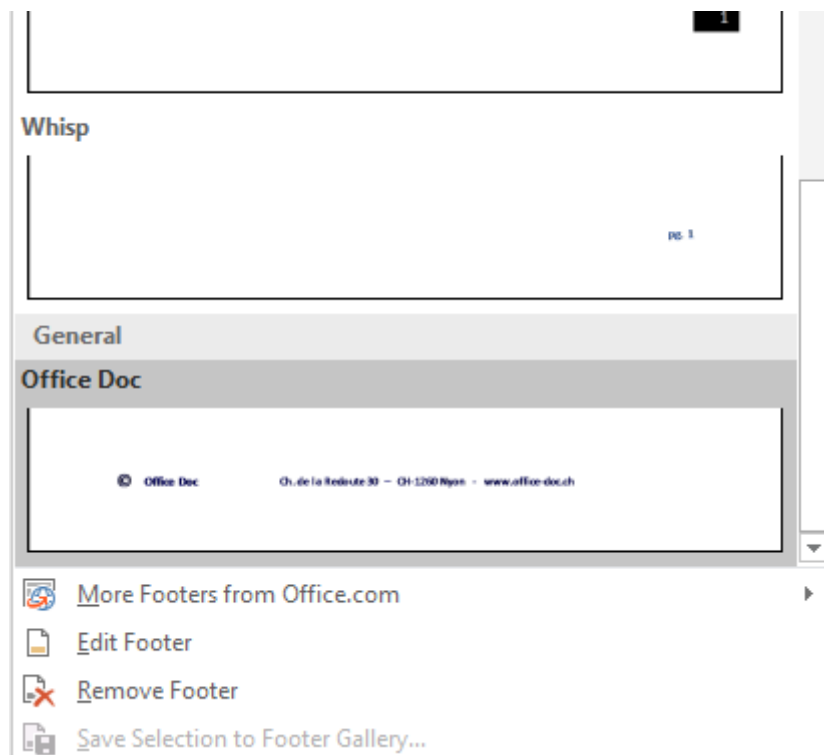 1
Whisp
pg. 1
General
Office Doc
© Office Doc Ch. de la Redoute 30 – CH-1260 Nyon - www.office-doc.ch
More Footers from Office.com
Edit Footer
Remove Footer
Save Selection to Footer Gallery...